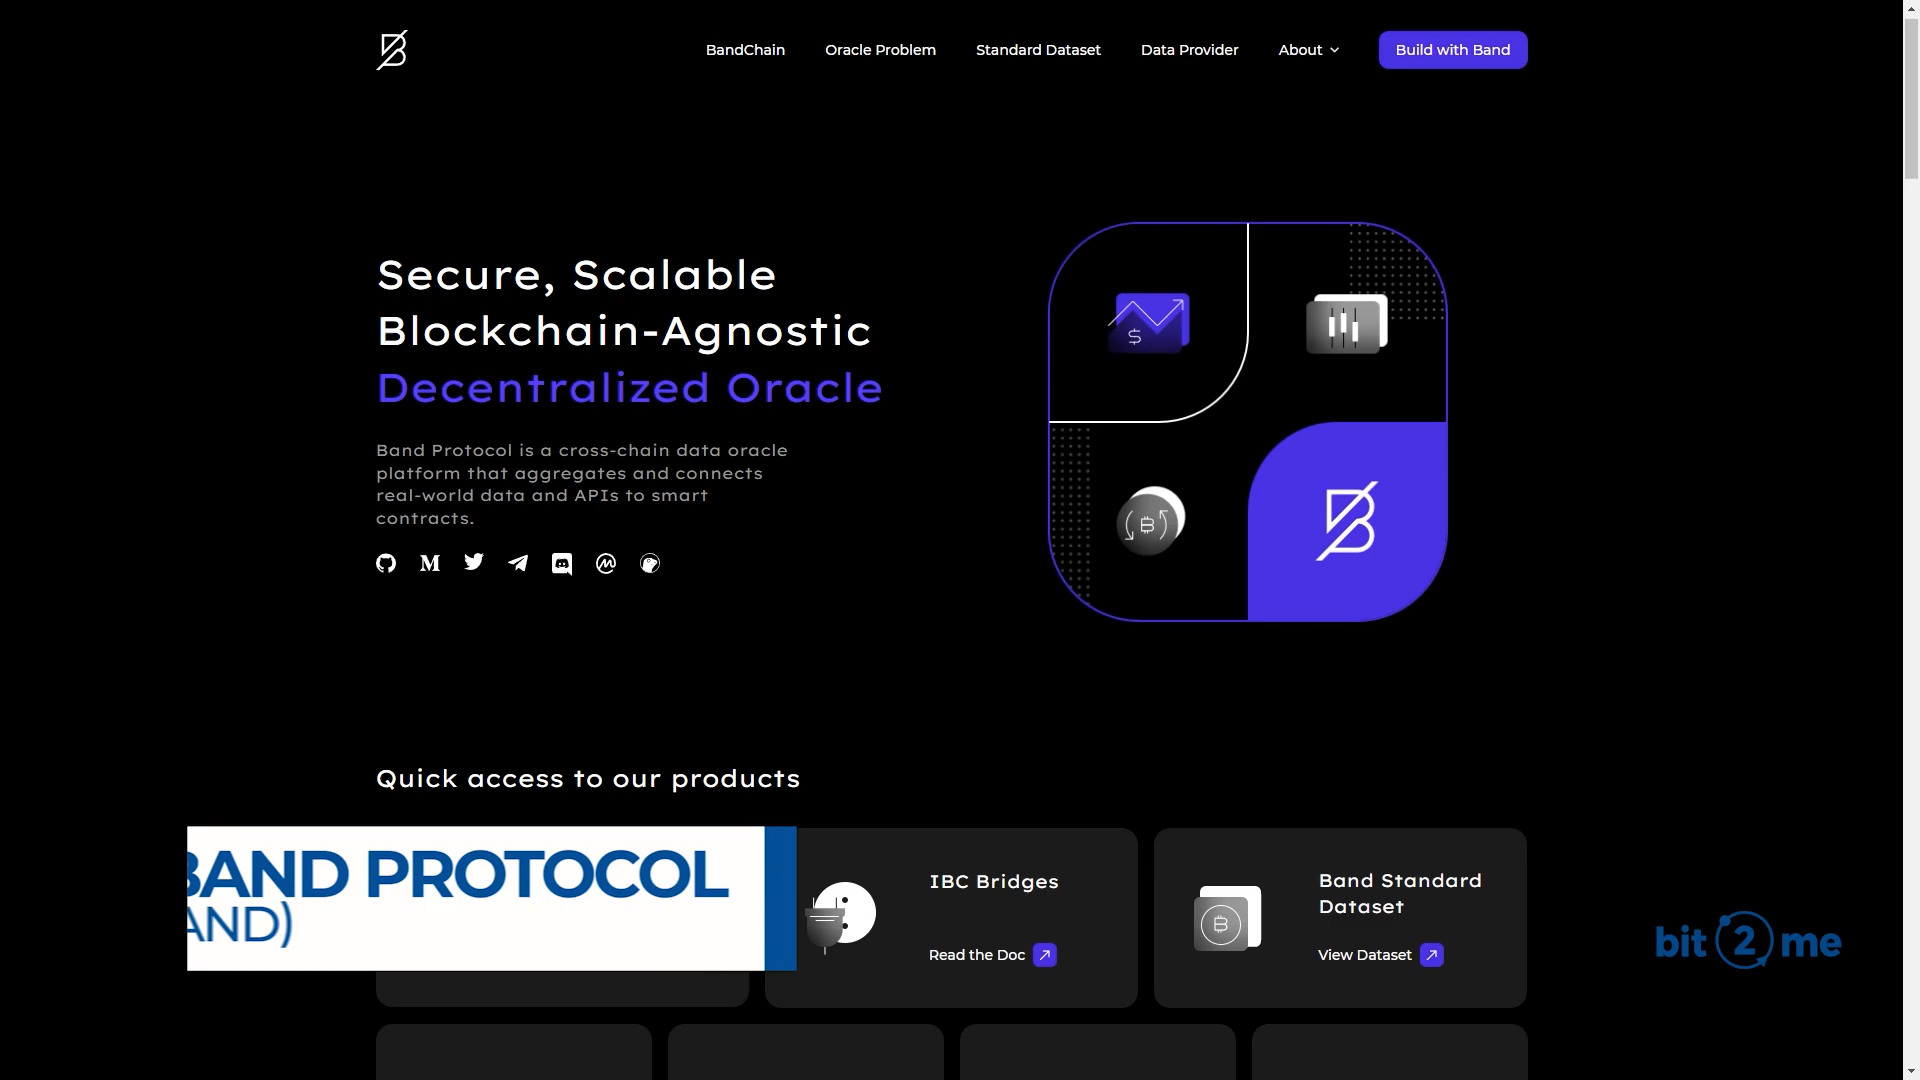 BandChain
Oracle Problem
Standard Dataset
Data Provider
About
Build with Band
Secure, Scalable
Blockchain-Agnostic
Decentralized Oracle
Band Protocol is a cross-chain data oracle
platform that aggregates and connects
real-world data and APIs to smart
contracts.
Quick access to our products
BAND PROTOCOL
AND)
IBC Bridges
Read the Doc
Band Standard
Dataset
View Dataset
bit2me